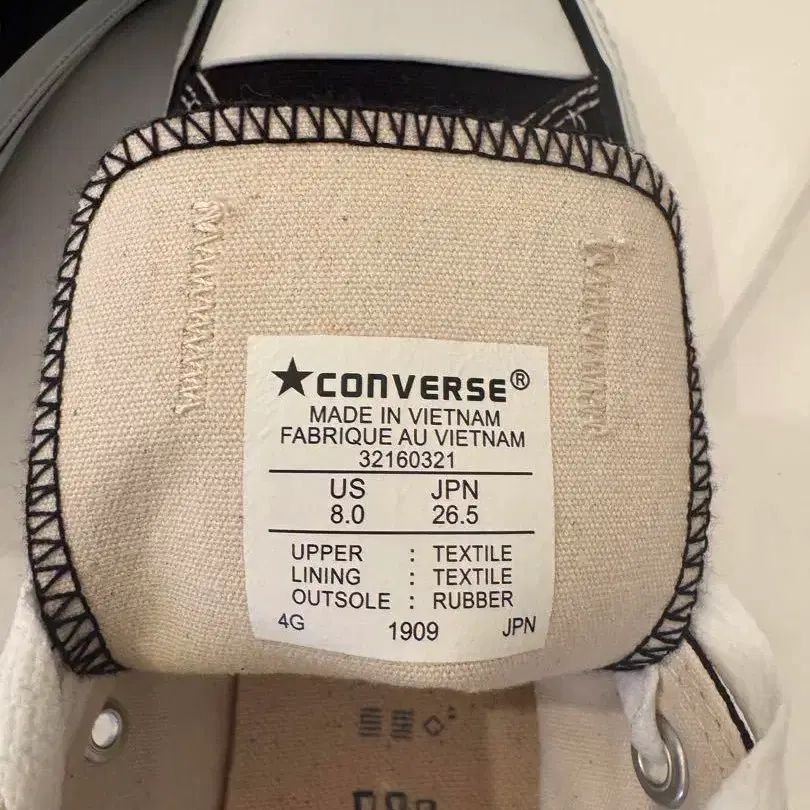 ★CONVERSE®
MADE IN VIETNAM
FABRIQUE AU VIETNAM
32160321
US JPN
8.0 26.5
UPPER : TEXTILE
LINING : TEXTILE
OUTSOLE : RUBBER
4G 1909 JPN